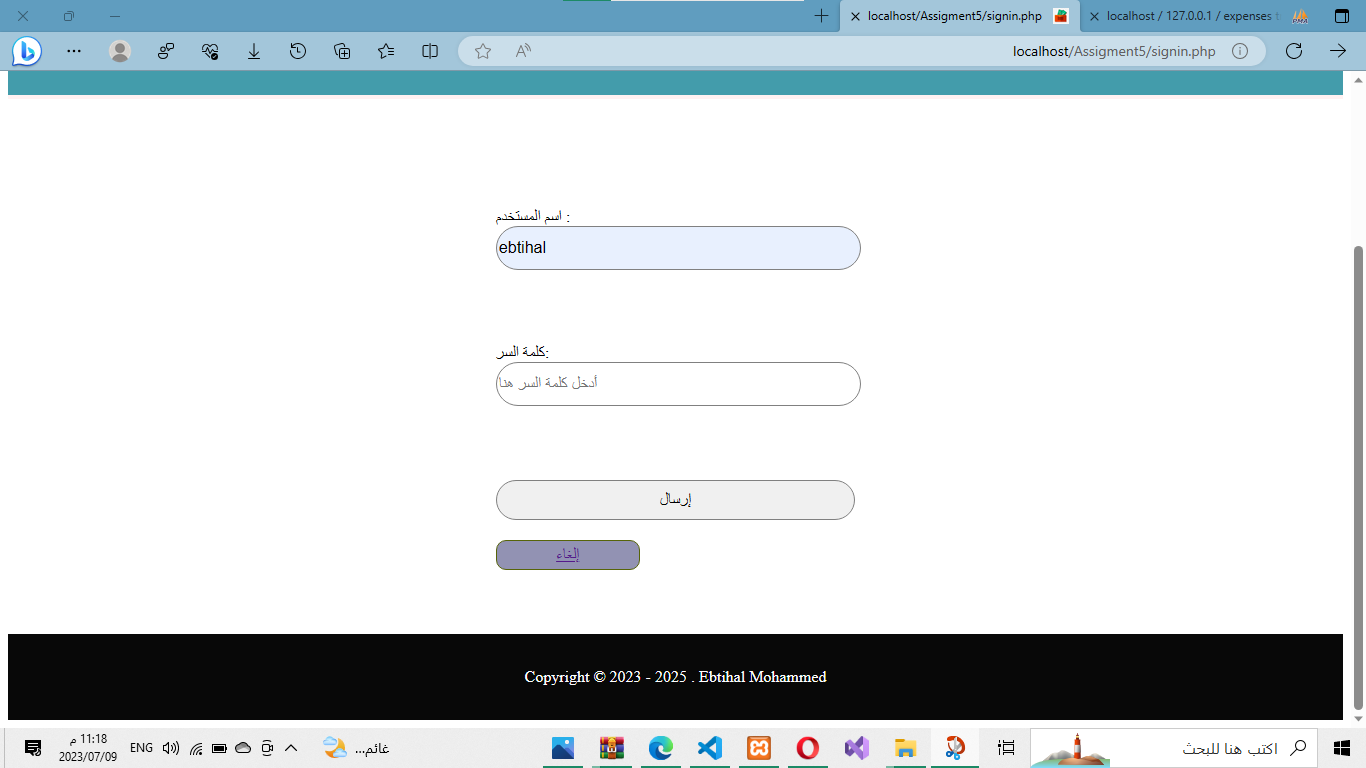 localhost/Assigment5/signin.php
localhost / 127.0.0.1 / expenses
localhost/Assigment5/signin.php
اسم المستخدم :
ebtihal
كلمة السر:
أدخل كلمة السر هنا
إرسال
إلغاء
Copyright © 2023 - 2025 . Ebtihal Mohammed
11:18 م
2023/07/09
ENG
غائم...
اكتب هنا للبحث